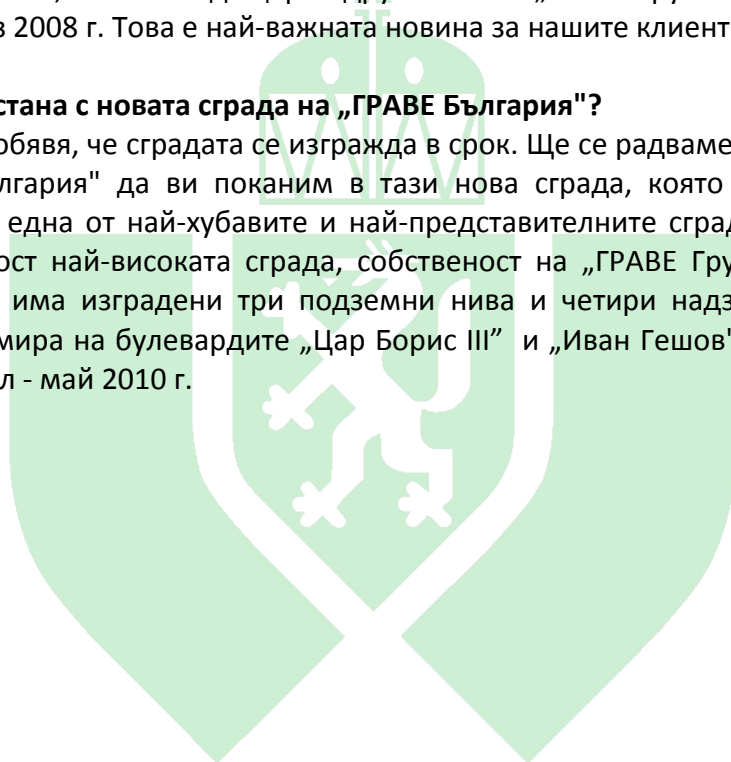 в 2008 г. Това е най-важната новина за нашите клиент
стана с новата сграда на „ГРАВЕ България"?
обявя, че сградата се изгражда в срок. Ще се радваме
лгария" да ви поканим в тази нова сграда, която
една от най-хубавите и най-представителните сград
ост най-високата сграда, собственост на „ГРАВЕ Гру
има изградени три подземни нива и четири надз
мира на булевардите „Цар Борис III” и „Иван Гешов"
л - май 2010 г.